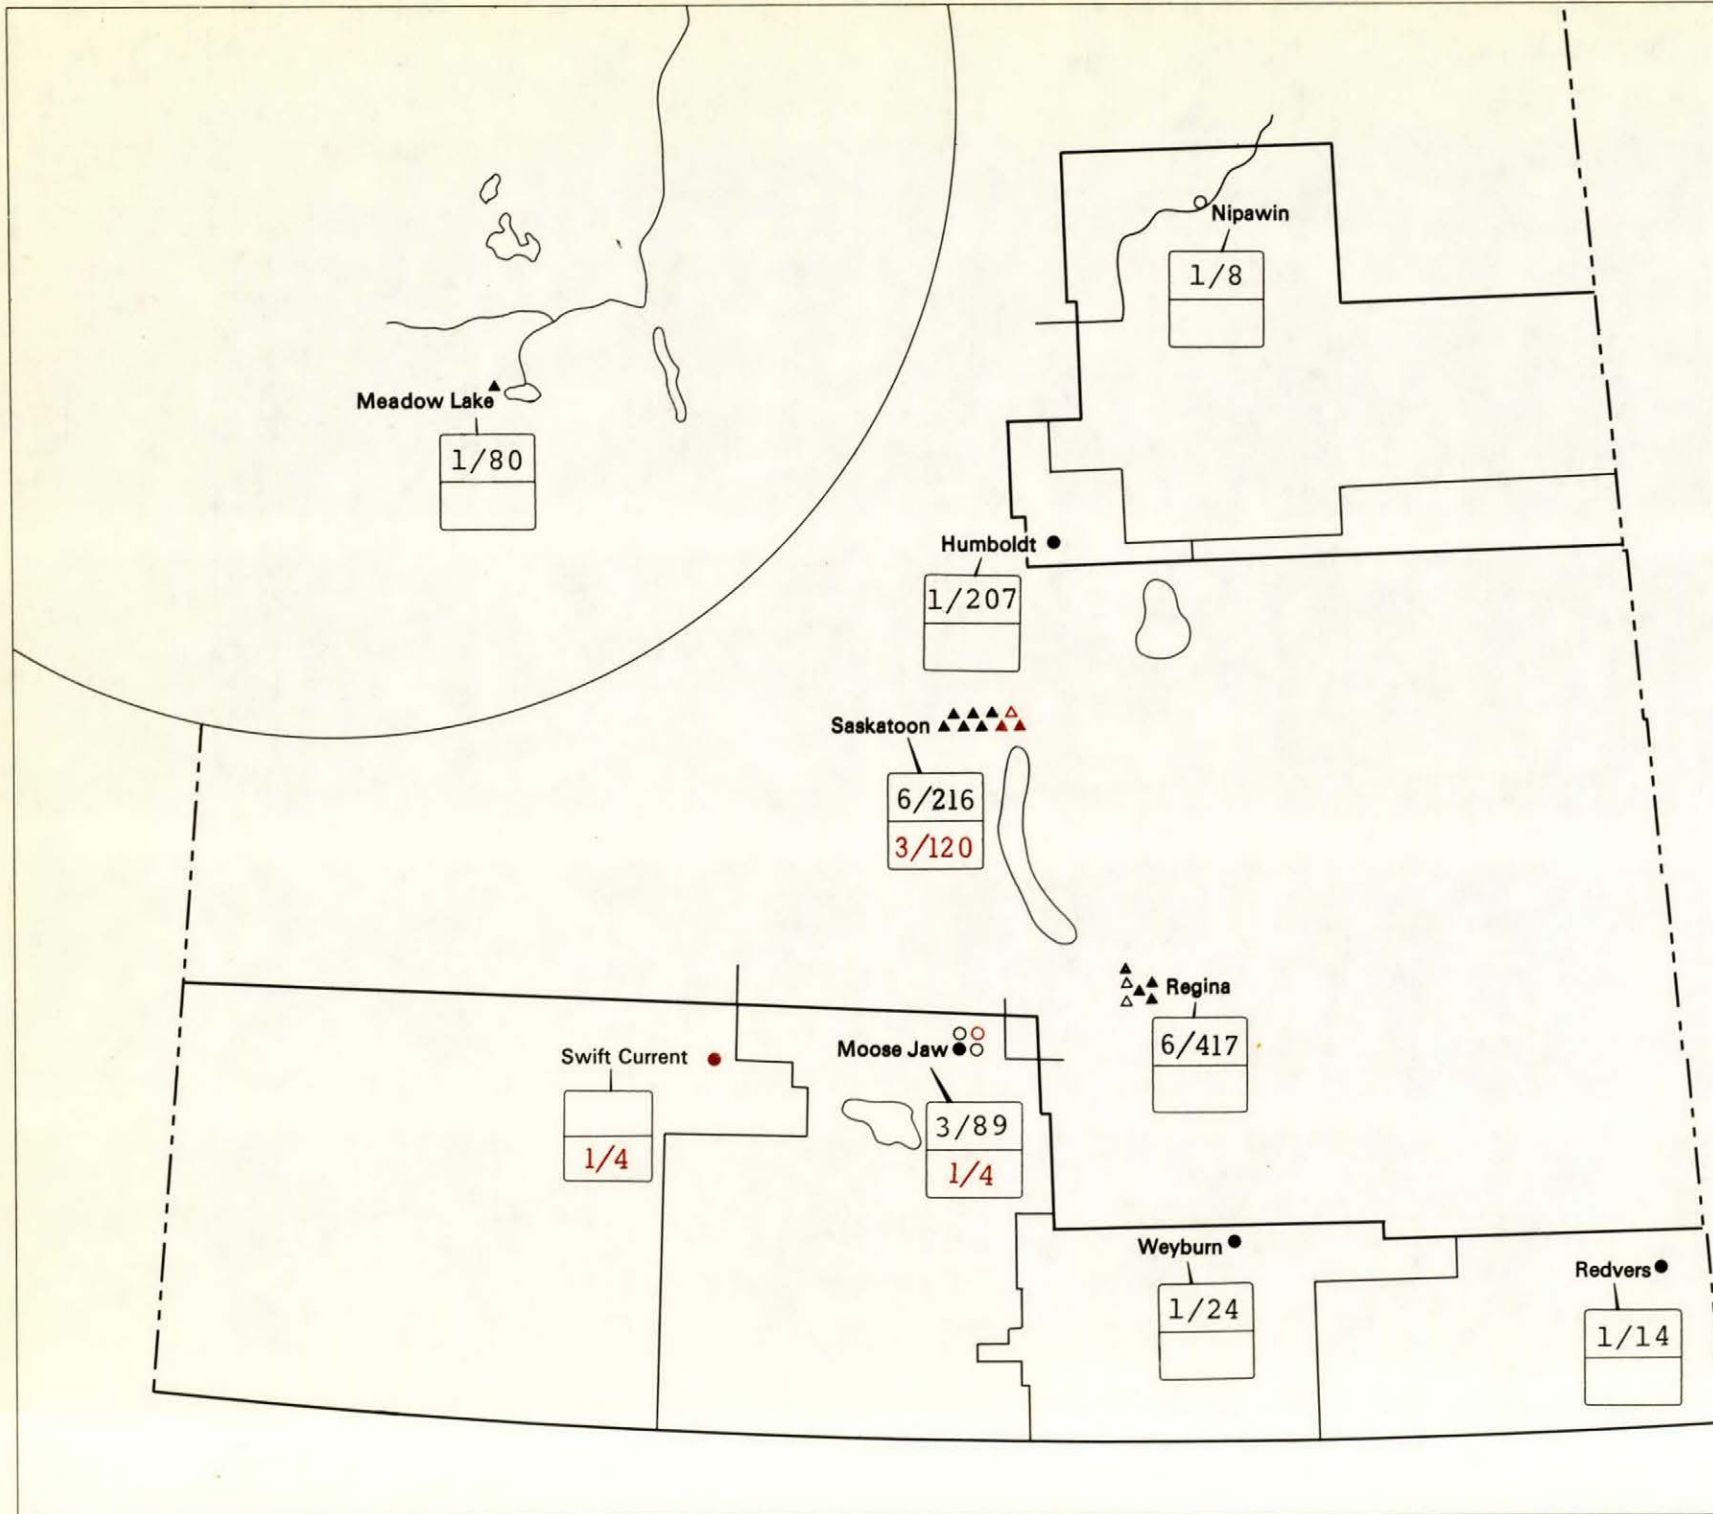 Nipawin
1/8
Meadow Lake
1/80
Humboldt
1/207
Saskatoon
6/216
3/120
Regina
6/417
Swift Current
1/4
Moose Jaw
3/89
1/4
Weyburn
1/24
Redvers
1/14